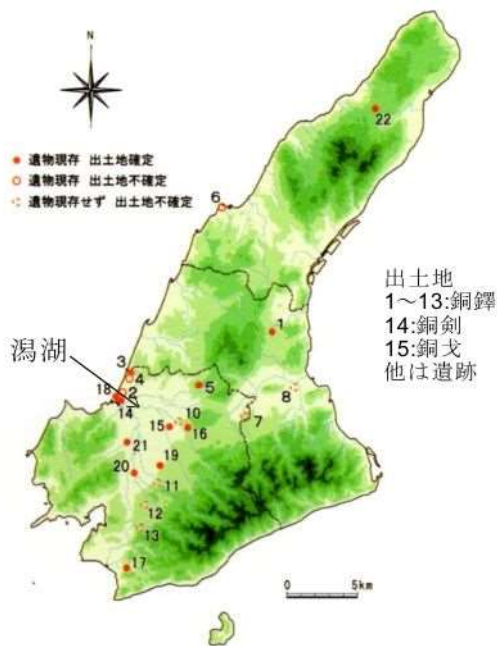 N
● 遺物現存 出土地確定
○ 遺物現存 出土地不確定
遺物現存せず 出土地不確定
22
6
出土地
1～13:銅鐸
14:銅剣
15:銅戈
他は遺跡
1
潟湖
3
4
5
8
18
2
14
7
15
10
16
21
20
19
11
12
13
17
0
5km